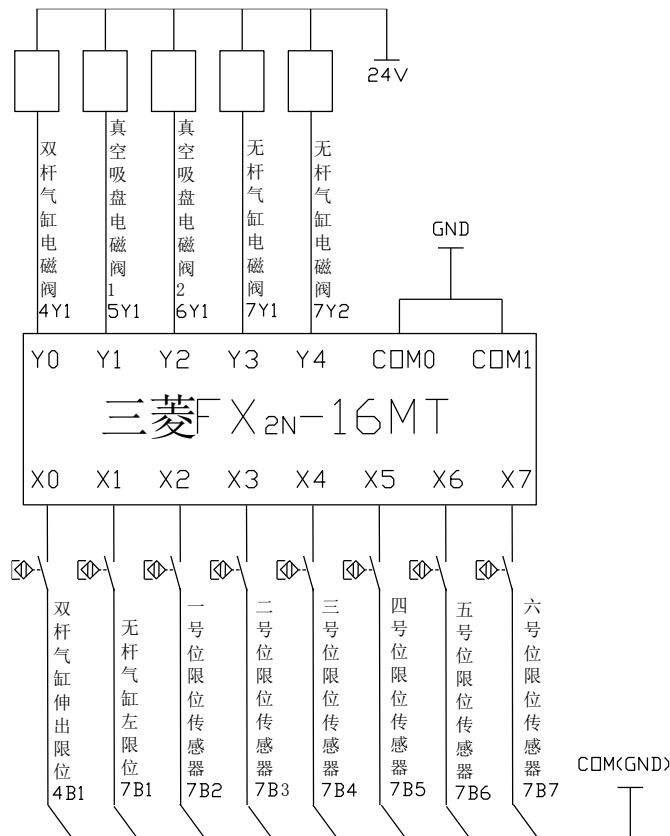 24V
双杆气缸电磁阀
4Y1
真空吸盘电磁阀1
5Y1
真空吸盘电磁阀2
6Y1
无杆气缸电磁阀
7Y1
无杆气缸电磁阀
7Y2
GND
Y0 Y1 Y2 Y3 Y4 COM0 COM1
三菱FX2N-16MT
X0 X1 X2 X3 X4 X5 X6 X7
双杆气缸伸出限位
4B1
无杆气缸左限位
7B1
一号位限位传感器
7B2
二号位限位传感器
7B3
三号位限位传感器
7B4
四号位限位传感器
7B5
五号位限位传感器
7B6
六号位限位传感器
7B7
COM(GND)